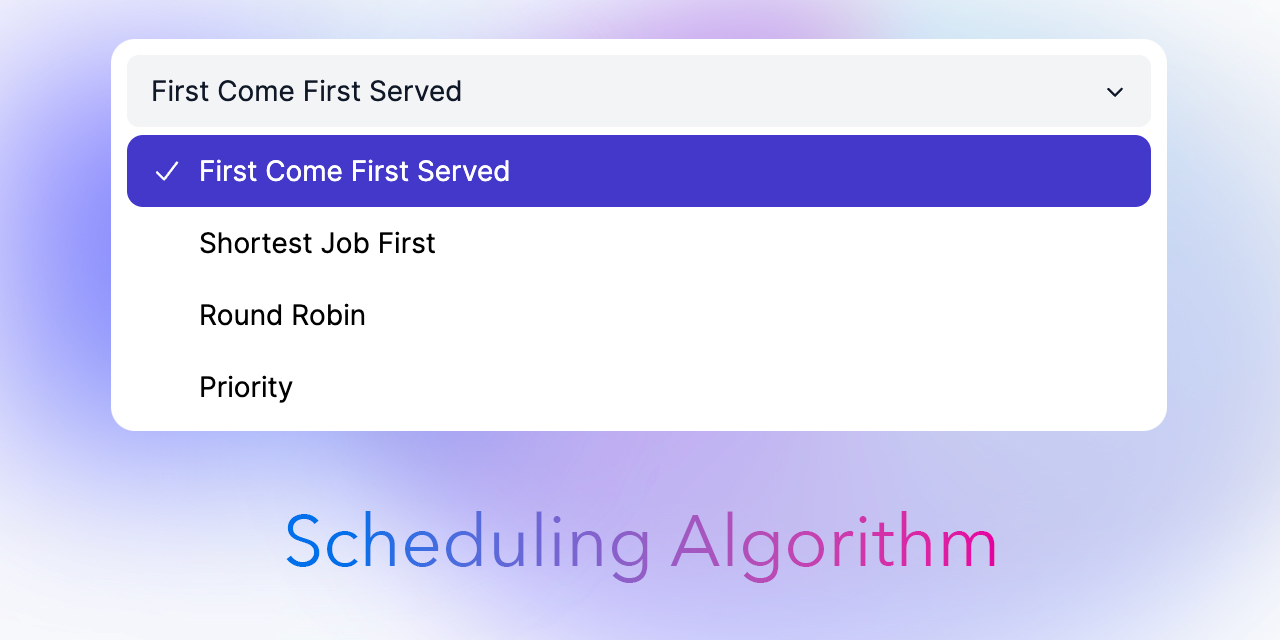 First Come First Served
First Come First Served
Shortest Job First
Round Robin
Priority
Scheduling Algorithm